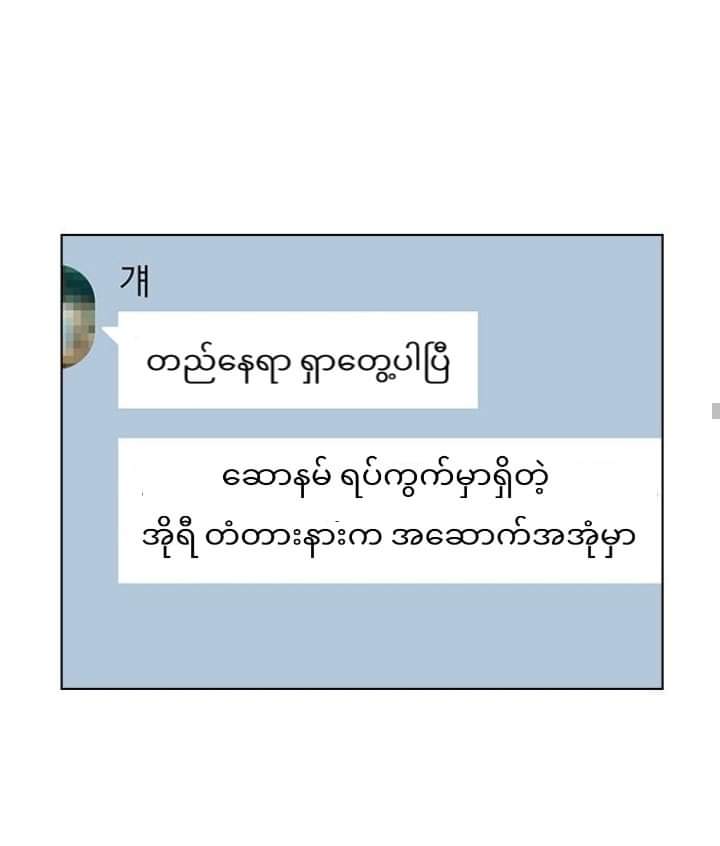 걔
တည်နေရာ ရှာတွေ့ပါပြီ
ဆောနမ် ရပ်ကွက်မှာရှိတဲ့
အိုရီ တံတားနားက အဆောက်အအုံမှာ